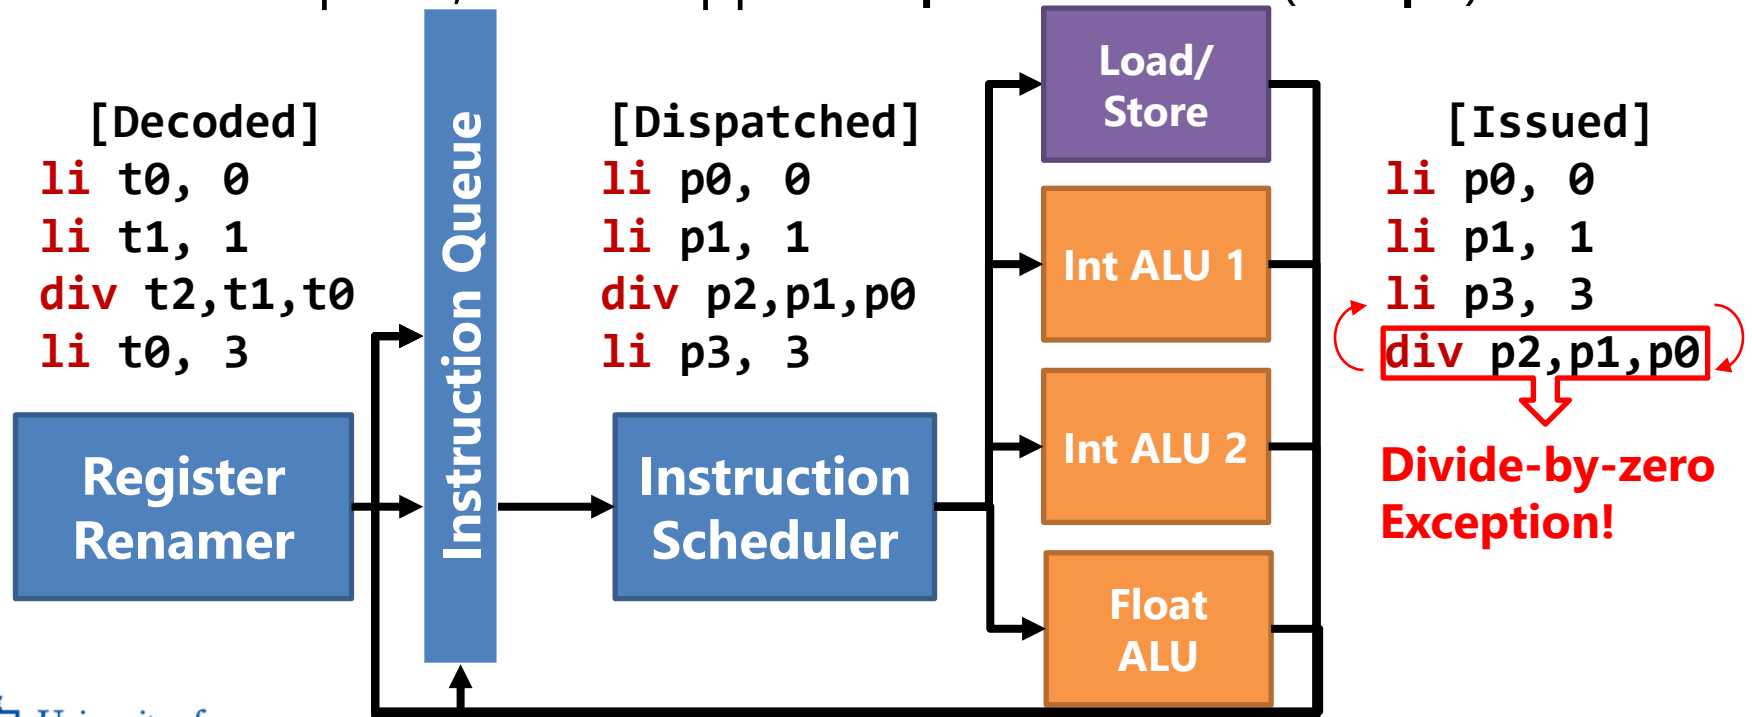 [Decoded]
li t0, 0
li t1, 1
div t2,t1,t0
li t0, 3
Register
Renamer
Instruction Queue
[Dispatched]
li p0, 0
li p1, 1
div p2,p1,p0
li p3, 3
Instruction
Scheduler
Load/
Store
Int ALU 1
Int ALU 2
Float
ALU
[Issued]
li p0, 0
li p1, 1
li p3, 3
div p2,p1,p0
Divide-by-zero
Exception!